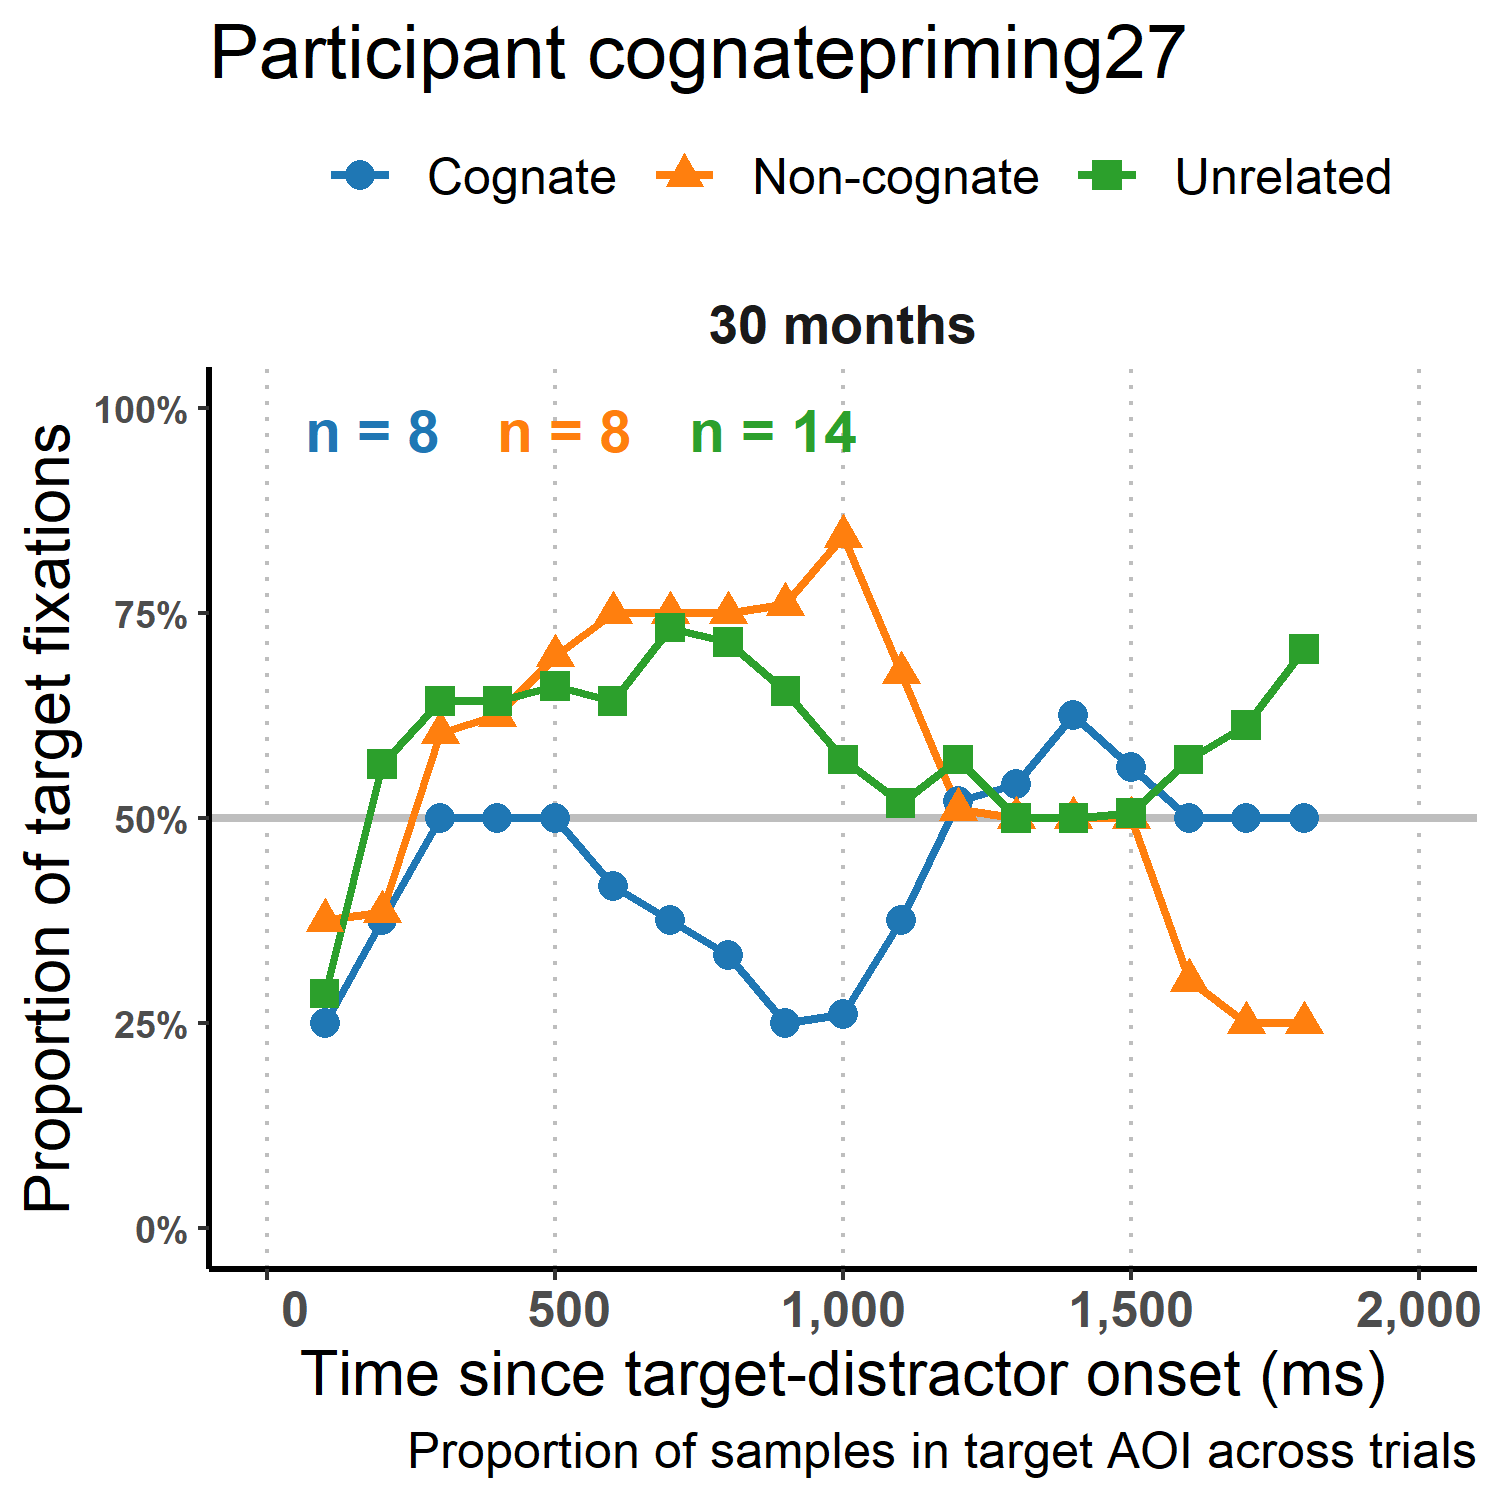 Participant cognatepriming27
Cognate Non-cognate Unrelated
30 months
n = 8 n = 8 n = 14
100%
75%
50%
25%
0%
Proportion of target fixations
0 500 1,000 1,500 2,000
Time since target-distractor onset (ms)
Proportion of samples in target AOI across trials